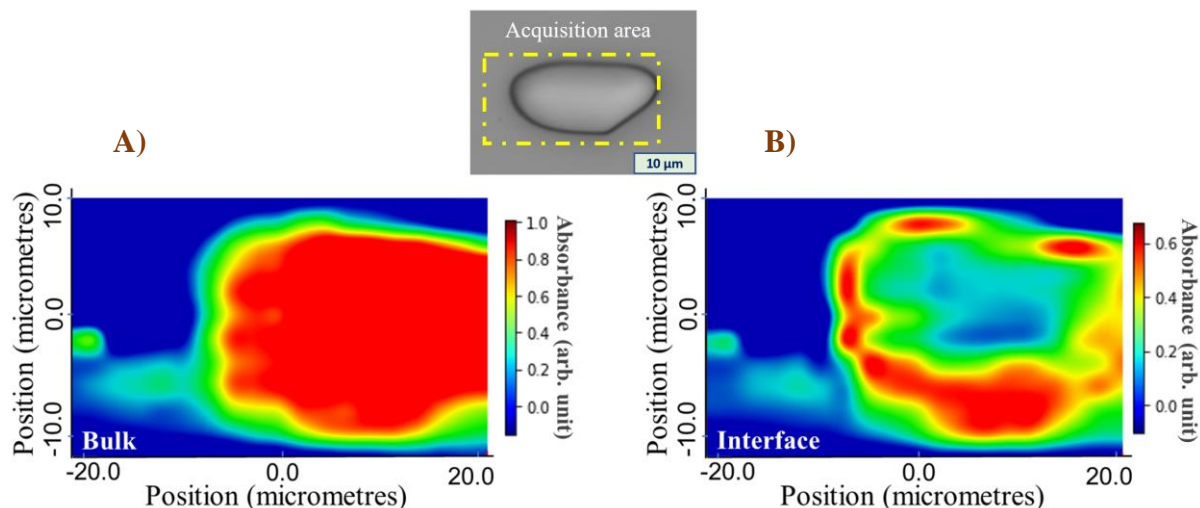 Acquisition area
10 µm
A)
B)
Position (micrometres)
10.0
0.0
-10.0
Bulk
-20.0
0.0
20.0
Position (micrometres)
1.0
0.8
0.6
0.4
0.2
0.0
Absorbance (arb. unit)
Position (micrometres)
10.0
0.0
-10.0
Interface
-20.0
0.0
20.0
Position (micrometres)
0.6
0.4
0.2
0.0
Absorbance (arb. unit)